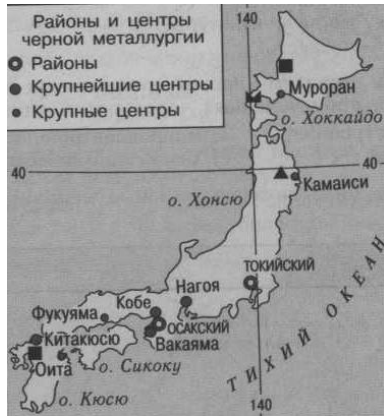 Районы и центры
черной металлургии
Районы
Крупнейшие центры
Крупные центры
140
Муроран
о. Хоккайдо
40
40
Камаиси
о. Хонсю
ТОКИЙСКИЙ
Нагоя
Кобе
Фукуяма
ОСАКСКИЙ
Китакюсю
Вакаяма
Оита
о. Сикоку
о. Кюсю
ТИХИЙ ОКЕАН
140